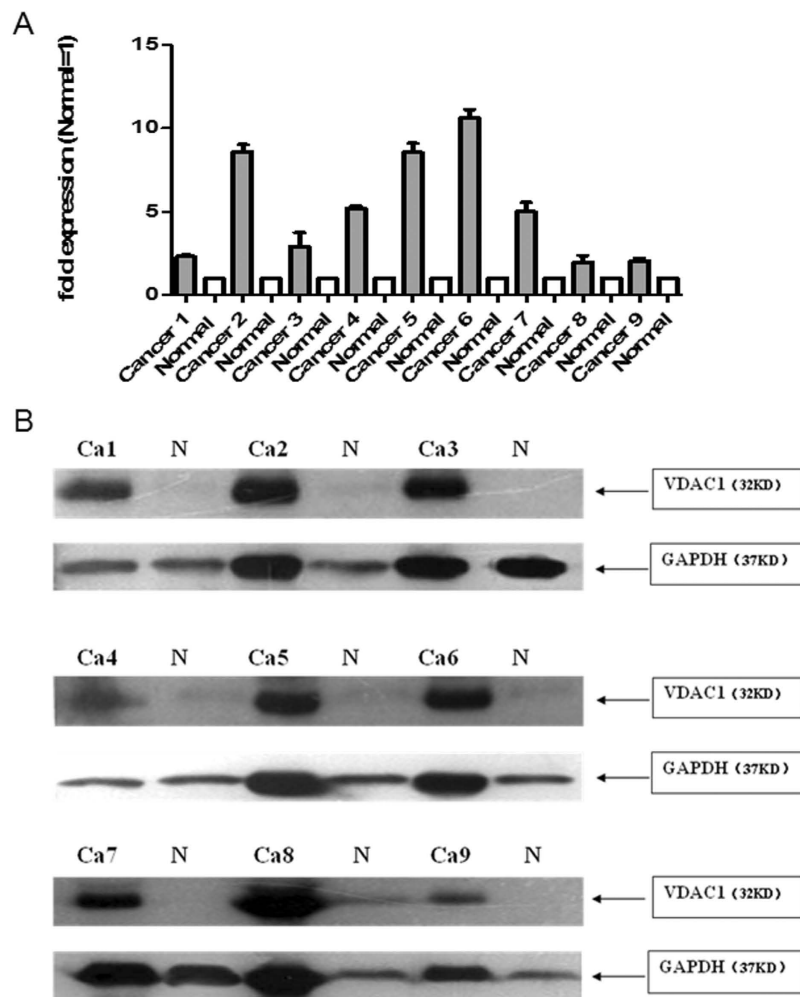 A
fold expression (Normal=1)
15
10
5
0
Cancer 1
Normal
Cancer 2
Normal
Cancer 3
Normal
Cancer 4
Normal
Cancer 5
Normal
Cancer 6
Normal
Cancer 7
Normal
Cancer 8
Normal
Cancer 9
Normal
B
Ca1 N Ca2 N Ca3 N
VDAC1 (32KD)
GAPDH (37KD)
Ca4 N Ca5 N Ca6 N
VDAC1 (32KD)
GAPDH (37KD)
Ca7 N Ca8 N Ca9 N
VDAC1 (32KD)
GAPDH (37KD)